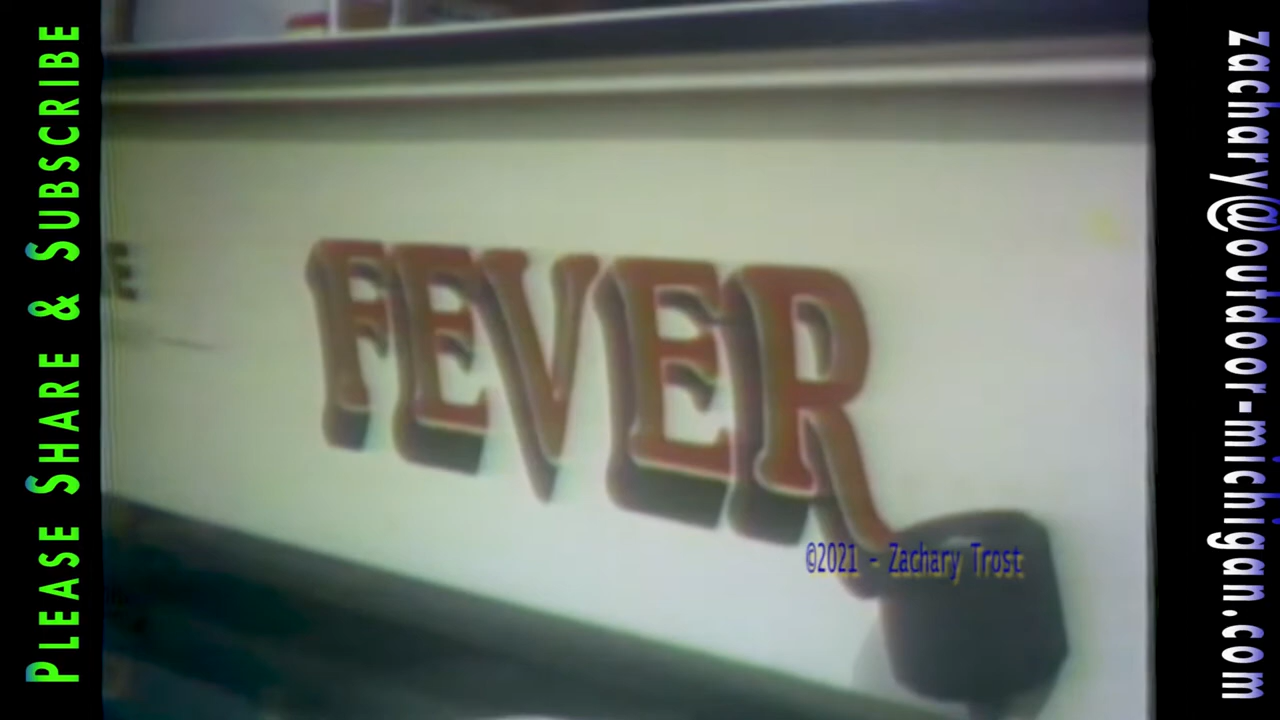 PLEASE SHARE & SUBSCRIBE
FEVER
©2021 - Zachary Trost
zachary@outdoor-michigan.com